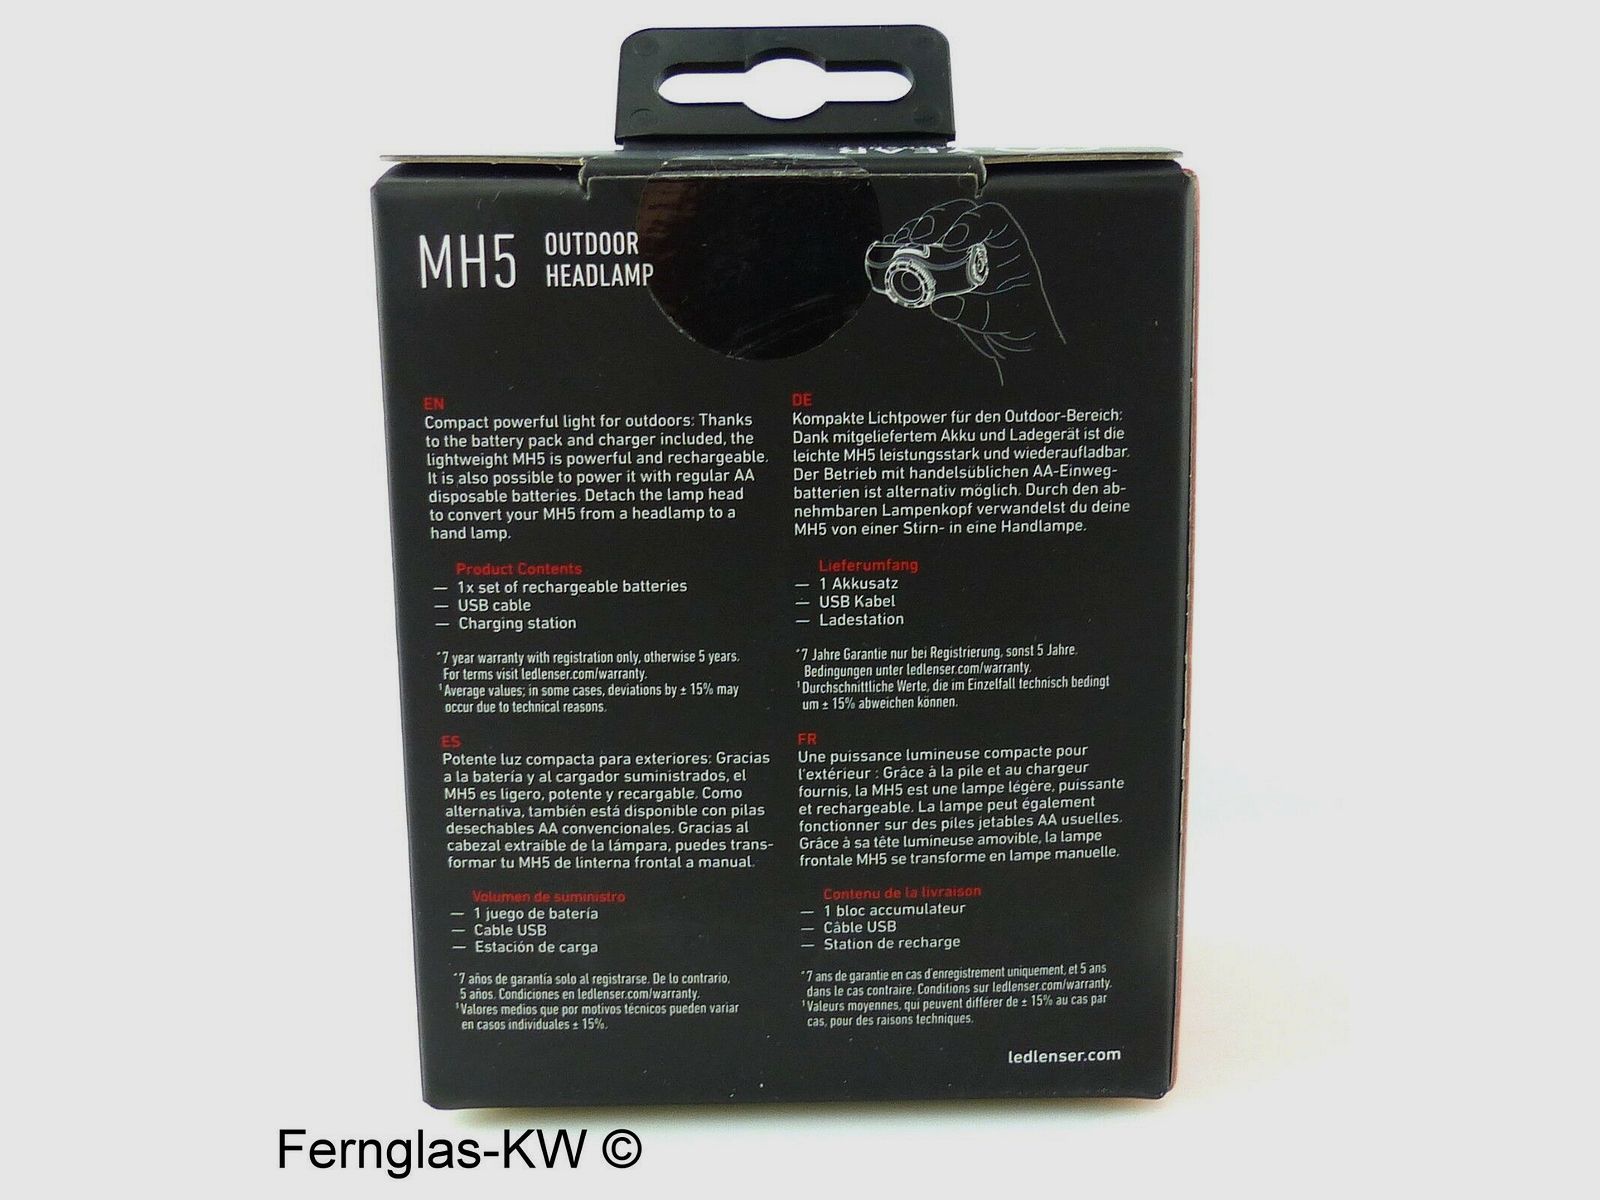 MH5
OUTDOOR
HEADLAMP
EN
Compact powerful light for outdoors: Thanks
to the battery pack and charger included, the
lightweight MH5 is powerful and rechargeable.
It is also possible to power it with regular AA
disposable batteries. Detach the lamp head
to convert your MH5 from a headlamp to a
hand lamp.
Product Contents
— 1x set of rechargeable batteries
— USB cable
— Charging station
*7 year warranty with registration only, otherwise 5 years.
For terms visit ledlenser.com/warranty.
¹Average values; in some cases, deviations by ± 15% may
occur due to technical reasons.
DE
Kompakte Lichtpower für den Outdoor-Bereich:
Dank mitgeliefertem Akku und Ladegerät ist die
leichte MH5 leistungsstark und wiederaufladbar.
Der Betrieb mit handelsüblichen AA-Einweg-
batterien ist alternativ möglich. Durch den ab-
nehmbaren Lampenkopf verwandelst du deine
MH5 von einer Stirn- in eine Handlampe.
Lieferumfang
— 1 Akkusatz
— USB Kabel
— Ladestation
*7 Jahre Garantie nur bei Registrierung, sonst 5 Jahre.
Bedingungen unter ledlenser.com/warranty.
¹Durchschnittliche Werte, die im Einzelfall technisch bedingt
um ± 15% abweichen können.
ES
Potente luz compacta para exteriores: Gracias
a la batería y al cargador suministrados, el
MH5 es ligero, potente y recargable. Como
alternativa, también está disponible con pilas
desechables AA convencionales. Gracias al
cabezal extraíble de la lámpara, puedes trans-
formar tu MH5 de linterna frontal a manual.
Volumen de suministro
— 1 juego de batería
— Cable USB
— Estación de carga
*7 años de garantía solo al registrarse. De lo contrario,
5 años. Condiciones en ledlenser.com/warranty.
¹Valores medios que por motivos técnicos pueden variar
en casos individuales ± 15%.
FR
Une puissance lumineuse compacte pour
l'extérieur : Grâce à la pile et au chargeur
fournis, la MH5 est une lampe légère, puissante
et rechargeable. La lampe peut également
fonctionner sur des piles jetables AA usuelles.
Grâce à sa tête lumineuse amovible, la lampe
frontale MH5 se transforme en lampe manuelle.
Contenu de la livraison
— 1 bloc accumulateur
— Câble USB
— Station de recharge
*7 ans de garantie en cas d'enregistrement uniquement, et 5 ans
dans le cas contraire. Conditions sur ledlenser.com/warranty.
¹Valeurs moyennes, qui peuvent différer de ± 15% au cas par
cas, pour des raisons techniques.
ledlenser.com
Fernglas-KW ©